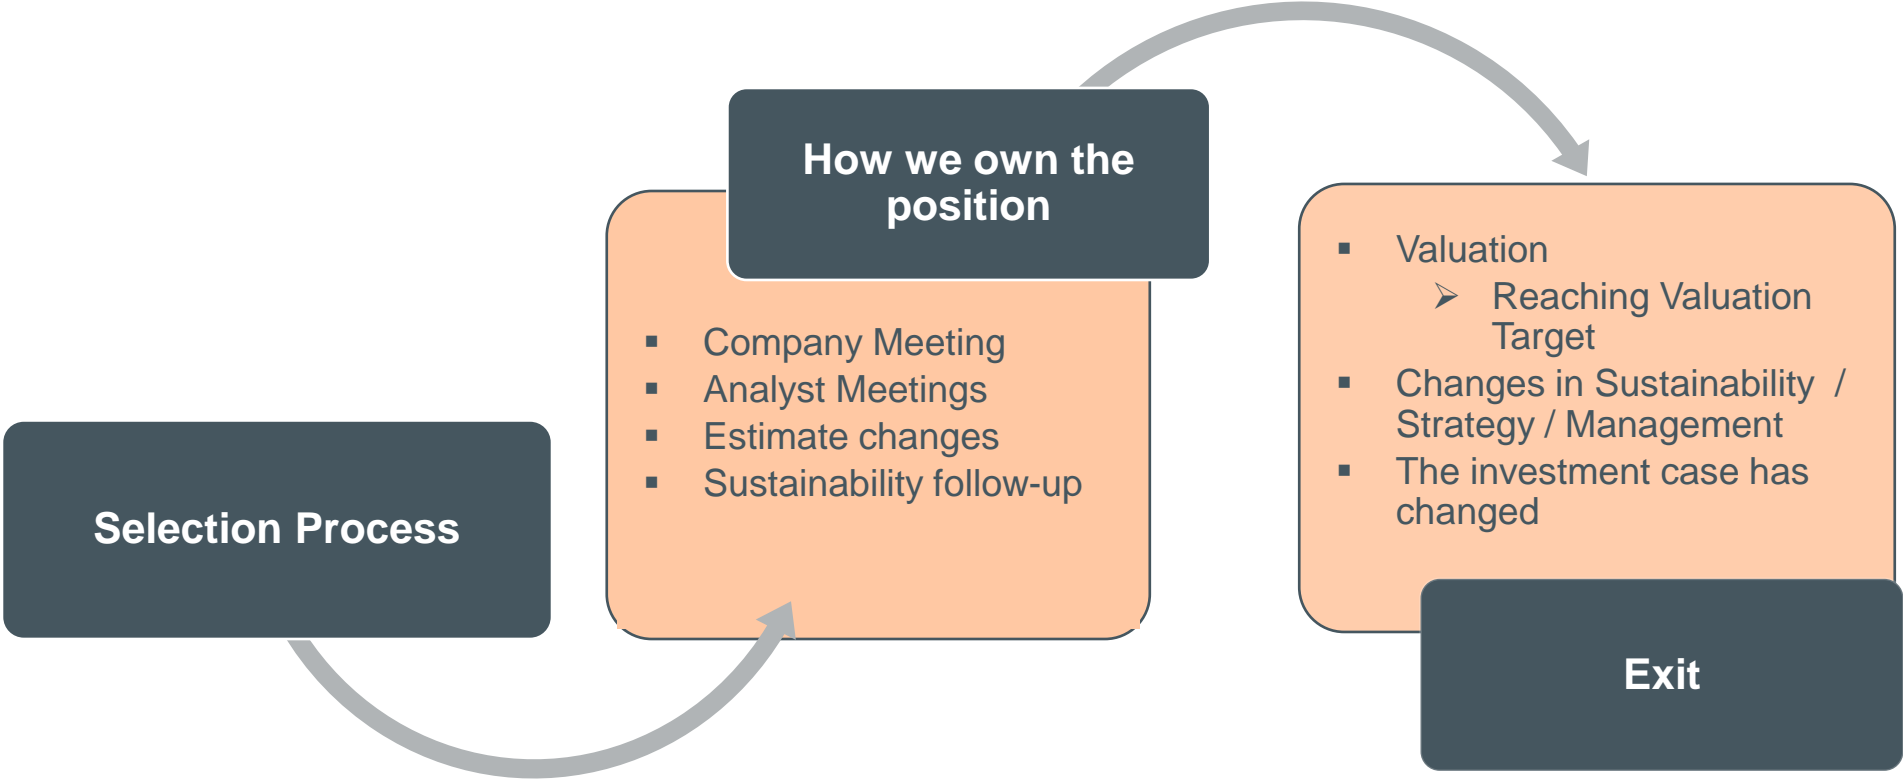 Selection Process
How we own the
position
▪ Company Meeting
▪ Analyst Meetings
▪ Estimate changes
▪ Sustainability follow-up
▪ Valuation
➢ Reaching Valuation
Target
▪ Changes in Sustainability /
Strategy / Management
▪ The investment case has
changed
Exit